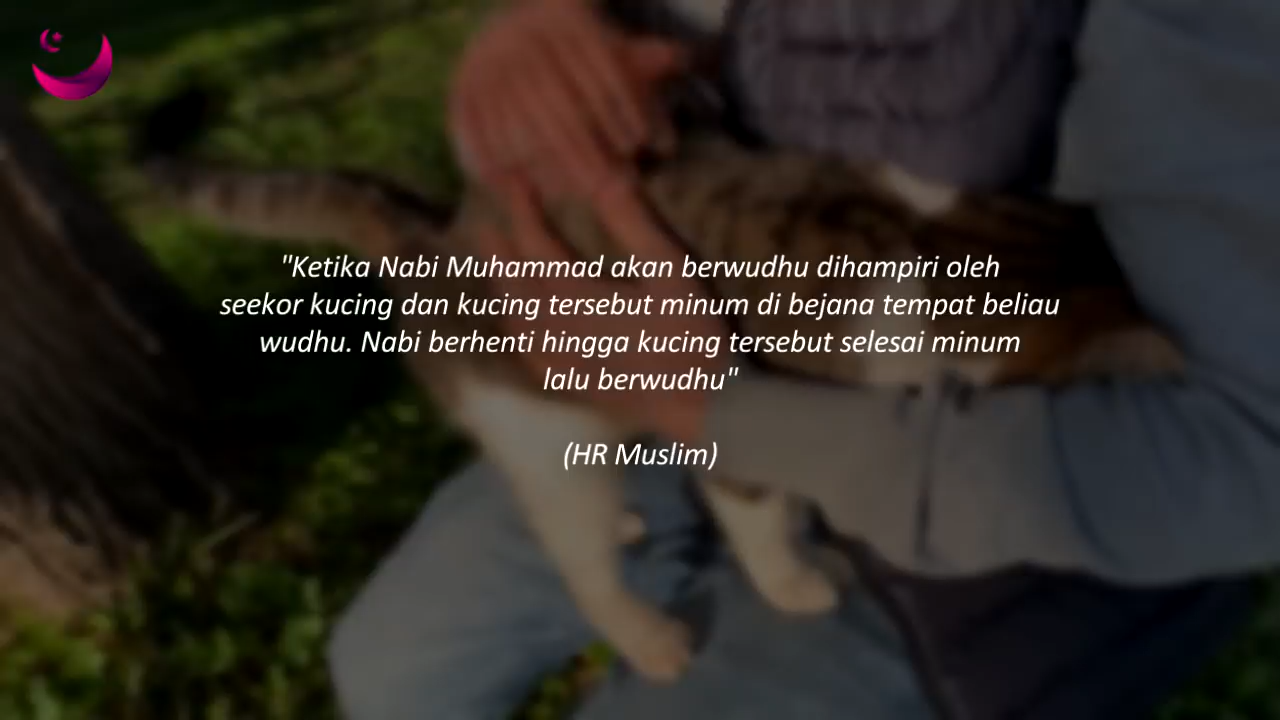 "Ketika Nabi Muhammad akan berwudhu dihampiri oleh
seekor kucing dan kucing tersebut minum di bejana tempat beliau
wudhu. Nabi berhenti hingga kucing tersebut selesai minum
lalu berwudhu"
(HR Muslim)